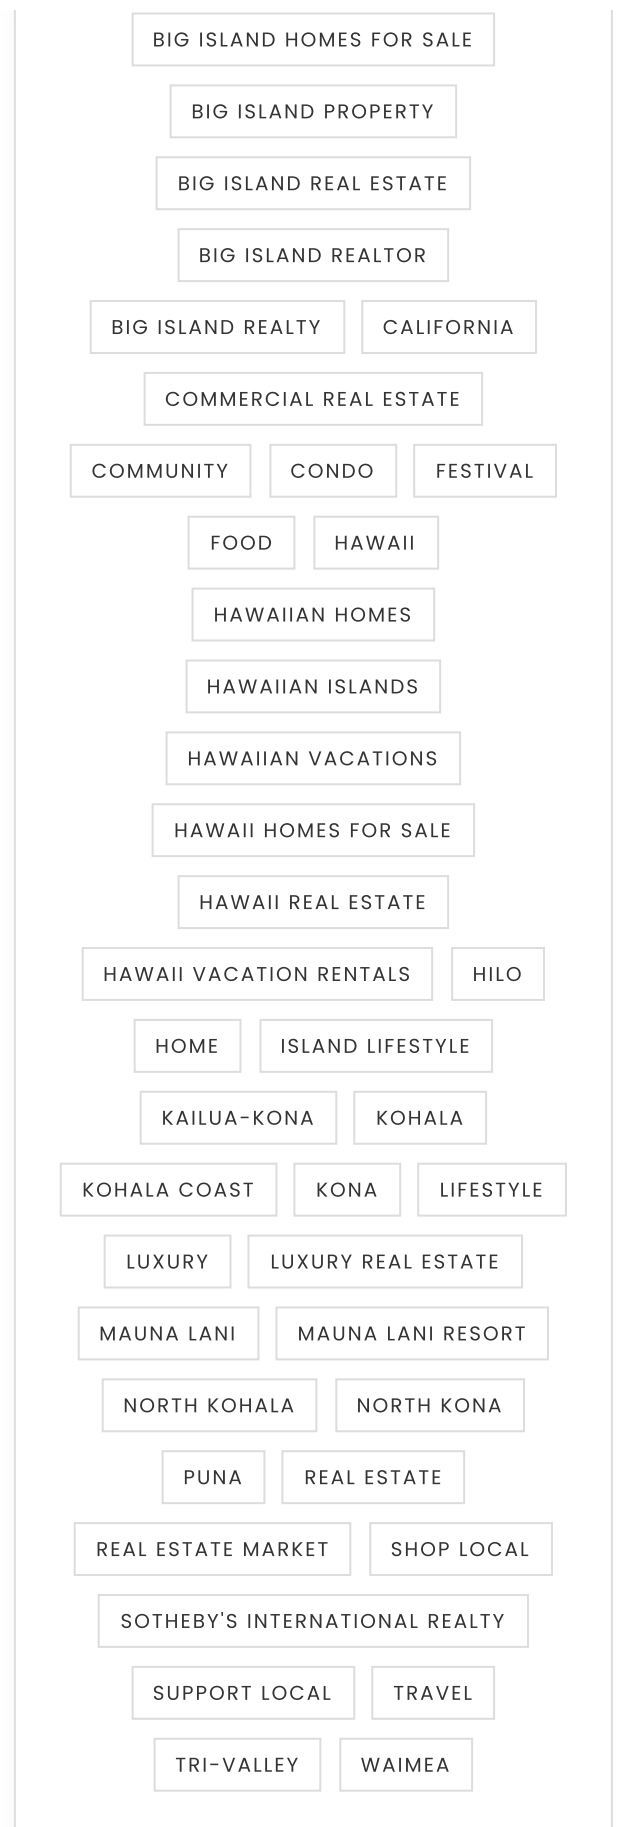 BIG ISLAND HOMES FOR SALE
BIG ISLAND PROPERTY
BIG ISLAND REAL ESTATE
BIG ISLAND REALTOR
BIG ISLAND REALTY CALIFORNIA
COMMERCIAL REAL ESTATE
COMMUNITY CONDO FESTIVAL
FOOD HAWAII
HAWAIIAN HOMES
HAWAIIAN ISLANDS
HAWAIIAN VACATIONS
HAWAII HOMES FOR SALE
HAWAII REAL ESTATE
HAWAII VACATION RENTALS HILO
HOME ISLAND LIFESTYLE
KAILUA-KONA KOHALA
KOHALA COAST KONA LIFESTYLE
LUXURY LUXURY REAL ESTATE
MAUNA LANI MAUNA LANI RESORT
NORTH KOHALA NORTH KONA
PUNA REAL ESTATE
REAL ESTATE MARKET SHOP LOCAL
SOTHEBY'S INTERNATIONAL REALTY
SUPPORT LOCAL TRAVEL
TRI-VALLEY WAIMEA